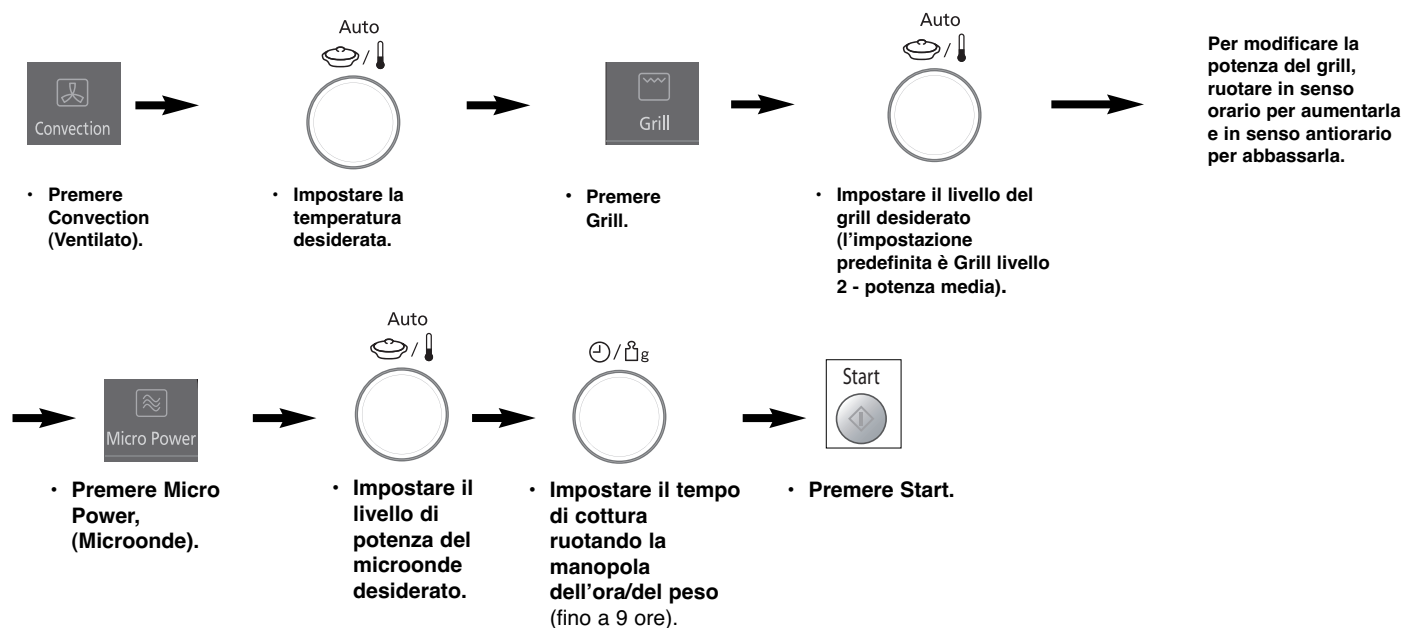 Auto
Convection
• Premere
Convection
(Ventilato).
• Impostare la
temperatura
desiderata.
Grill
• Premere
Grill.
Auto
• Impostare il livello del
grill desiderato
(l'impostazione
predefinita è Grill livello
2 - potenza media).
Per modificare la
potenza del grill,
ruotare in senso
orario per aumentarla
e in senso antiorario
per abbassarla.
Micro Power
• Premere Micro
Power,
(Microonde).
Auto
• Impostare il
livello di
potenza del
microonde
desiderato.
/ g
• Impostare il tempo
di cottura
ruotando la
manopola
dell'ora/del peso
(fino a 9 ore).
Start
• Premere Start.